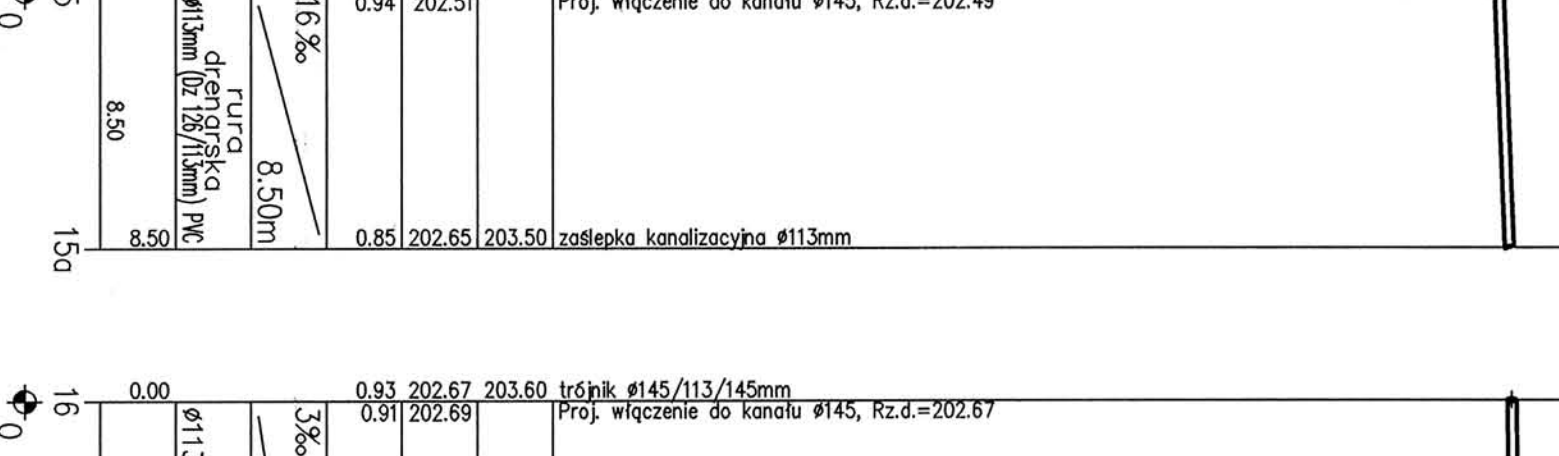 0.94 202.51 Proj. włączenie do kanału ø145, Rz.d.=202.49
0
16‰
ø113mm (Dz 126/113mm) PVC
rura
drenarska
8.50
8.50m
15a
8.50 0.85 202.65 203.50 zaślepka kanalizacyjna ø113mm
16
0.00 0.93 202.67 203.60 trójnik ø145/113/145mm
0.91 202.69 Proj. włączenie do kanału ø145, Rz.d.=202.67
0
3‰
ø113